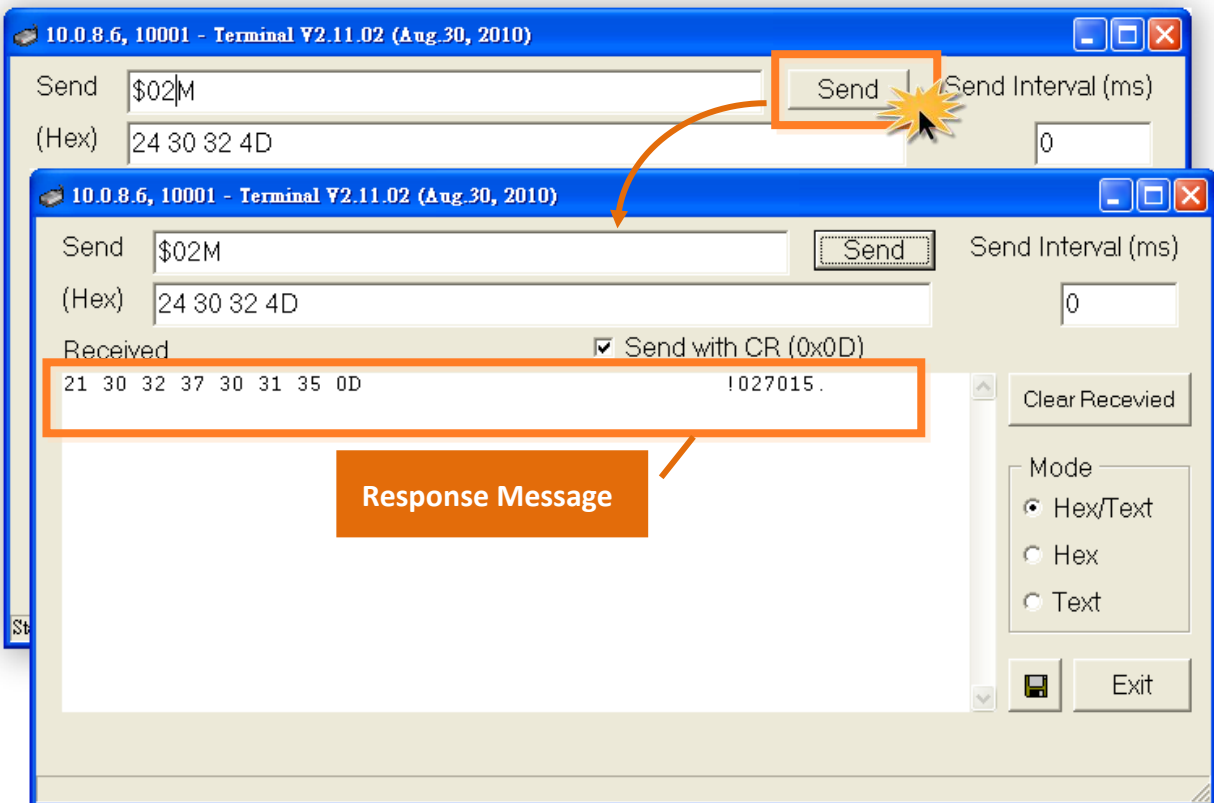 10.0.8.6, 10001 - Terminal V2.11.02 (Aug.30, 2010)
Send $02M Send Send Interval (ms)
(Hex) 24 30 32 4D 0
10.0.8.6, 10001 - Terminal V2.11.02 (Aug.30, 2010)
Send $02M Send Send Interval (ms)
(Hex) 24 30 32 4D 0
Received Send with CR (0x0D)
21 30 32 37 30 31 35 0D !027015.
Clear Recevied
Response Message
Mode
Hex/Text
Hex
Text
St
Exit